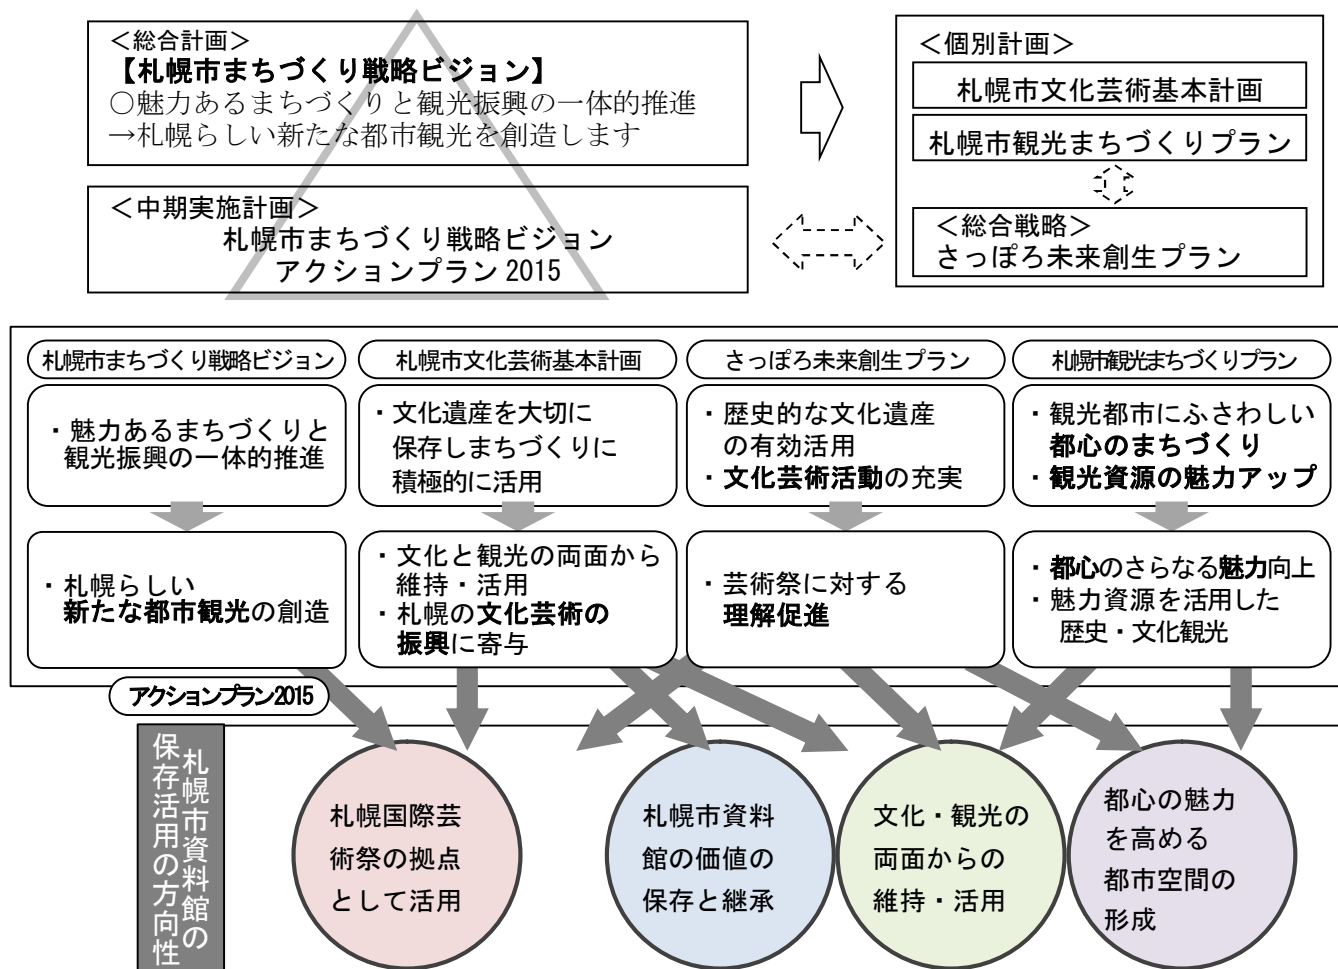 ＜総合計画＞
【札幌市まちづくり戦略ビジョン】
○魅力あるまちづくりと観光振興の一体的推進
→札幌らしい新たな都市観光を創造します
＜中期実施計画＞
札幌市まちづくり戦略ビジョン
アクションプラン 2015
＜個別計画＞
札幌市文化芸術基本計画
札幌市観光まちづくりプラン
＜総合戦略＞
さっぽろ未来創生プラン
札幌市まちづくり戦略ビジョン
・魅力あるまちづくりと
観光振興の一体的推進
・札幌らしい
新たな都市観光の創造
札幌市文化芸術基本計画
・文化遺産を大切に
保存しまちづくりに
積極的に活用
・文化と観光の両面から
維持・活用
・札幌の文化芸術の
振興に寄与
さっぽろ未来創生プラン
・歴史的な文化遺産
の有効活用
・文化芸術活動の充実
・芸術祭に対する
理解促進
札幌市観光まちづくりプラン
・観光都市にふさわしい
都心のまちづくり
・観光資源の魅力アップ
・都心のさらなる魅力向上
・魅力資源を活用した
歴史・文化観光
アクションプラン2015
札幌市資料館の
保存活用の方向性
札幌国際芸
術祭の拠点
として活用
札幌市資料
館の価値の
保存と継承
文化・観光の
両面からの
維持・活用
都心の魅力
を高める
都市空間の
形成